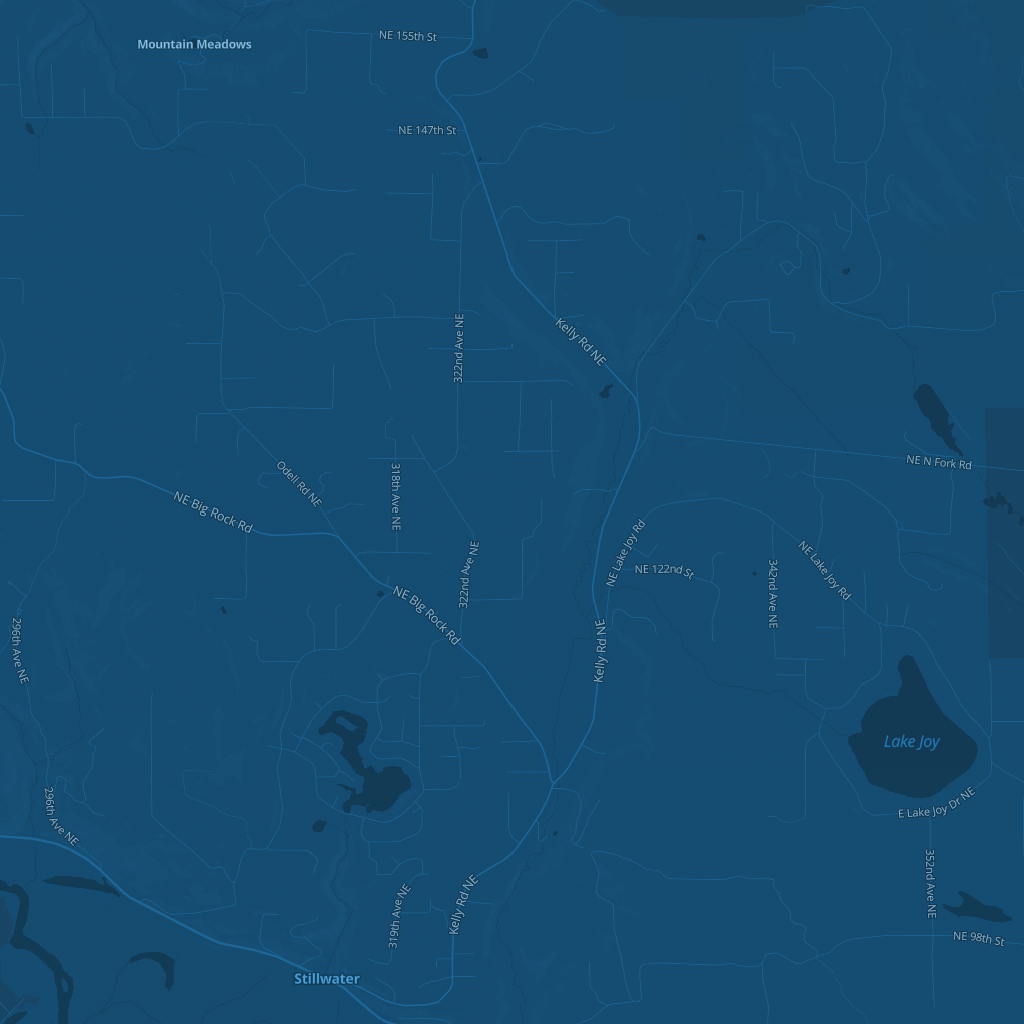 NE 155th St
Mountain Meadows
NE 147th St
322nd Ave NE
Kelly Rd NE
NE N Fork Rd
318th Ave NE
Odell Rd NE
NE Big Rock Rd
NE Lake Joy Rd
NE Lake Joy Rd
322nd Ave NE
NE 122nd St
342nd Ave NE
NE Big Rock Rd
296th Ave NE
Kelly Rd NE
Lake Joy
E Lake Joy Dr NE
296th Ave NE
352nd Ave NE
Kelly Rd NE
319th Ave NE
NE 98th St
Stillwater